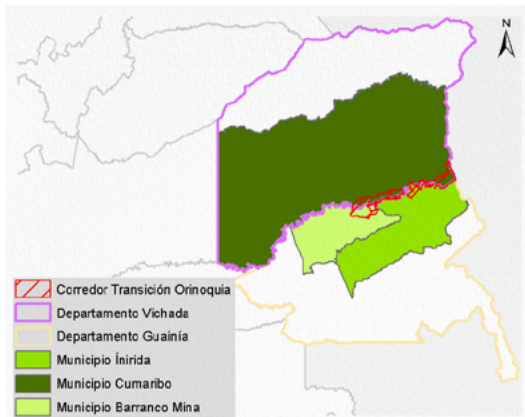 N
Corredor Transición Orinoquia
Departamento Vichada
Departamento Guainía
Municipio Ínirida
Municipio Cumaribo
Municipio Barranco Mina